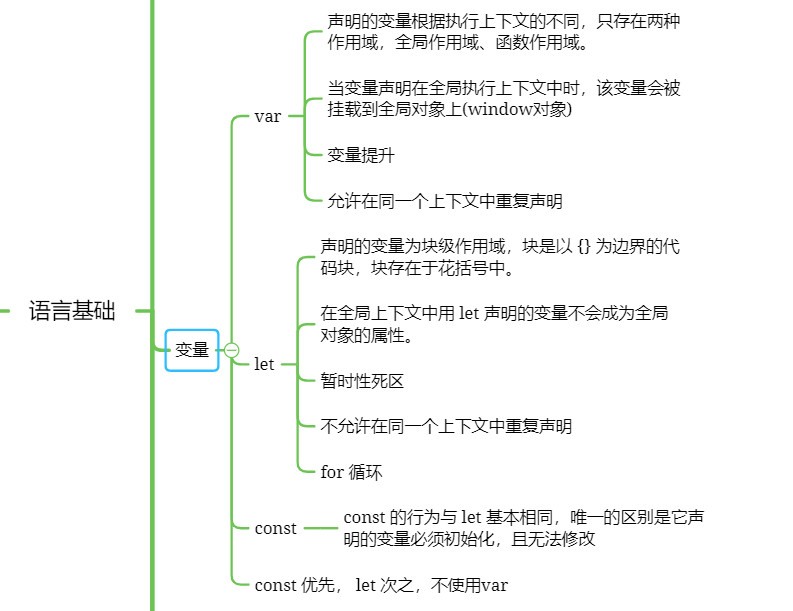 声明的变量根据执行上下文的不同，只存在两种
作用域，全局作用域、函数作用域。
当变量声明在全局执行上下文中时，该变量会被
挂载到全局对象上(window对象)
var
变量提升
允许在同一个上下文中重复声明
声明的变量为块级作用域，块是以 {} 为边界的代
码块，块存在于花括号中。
在全局上下文中用 let 声明的变量不会成为全局
对象的属性。
语言基础
变量
let
暂时性死区
不允许在同一个上下文中重复声明
for 循环
const
const 的行为与 let 基本相同，唯一的区别是它声
明的变量必须初始化，且无法修改
const 优先， let 次之，不使用var